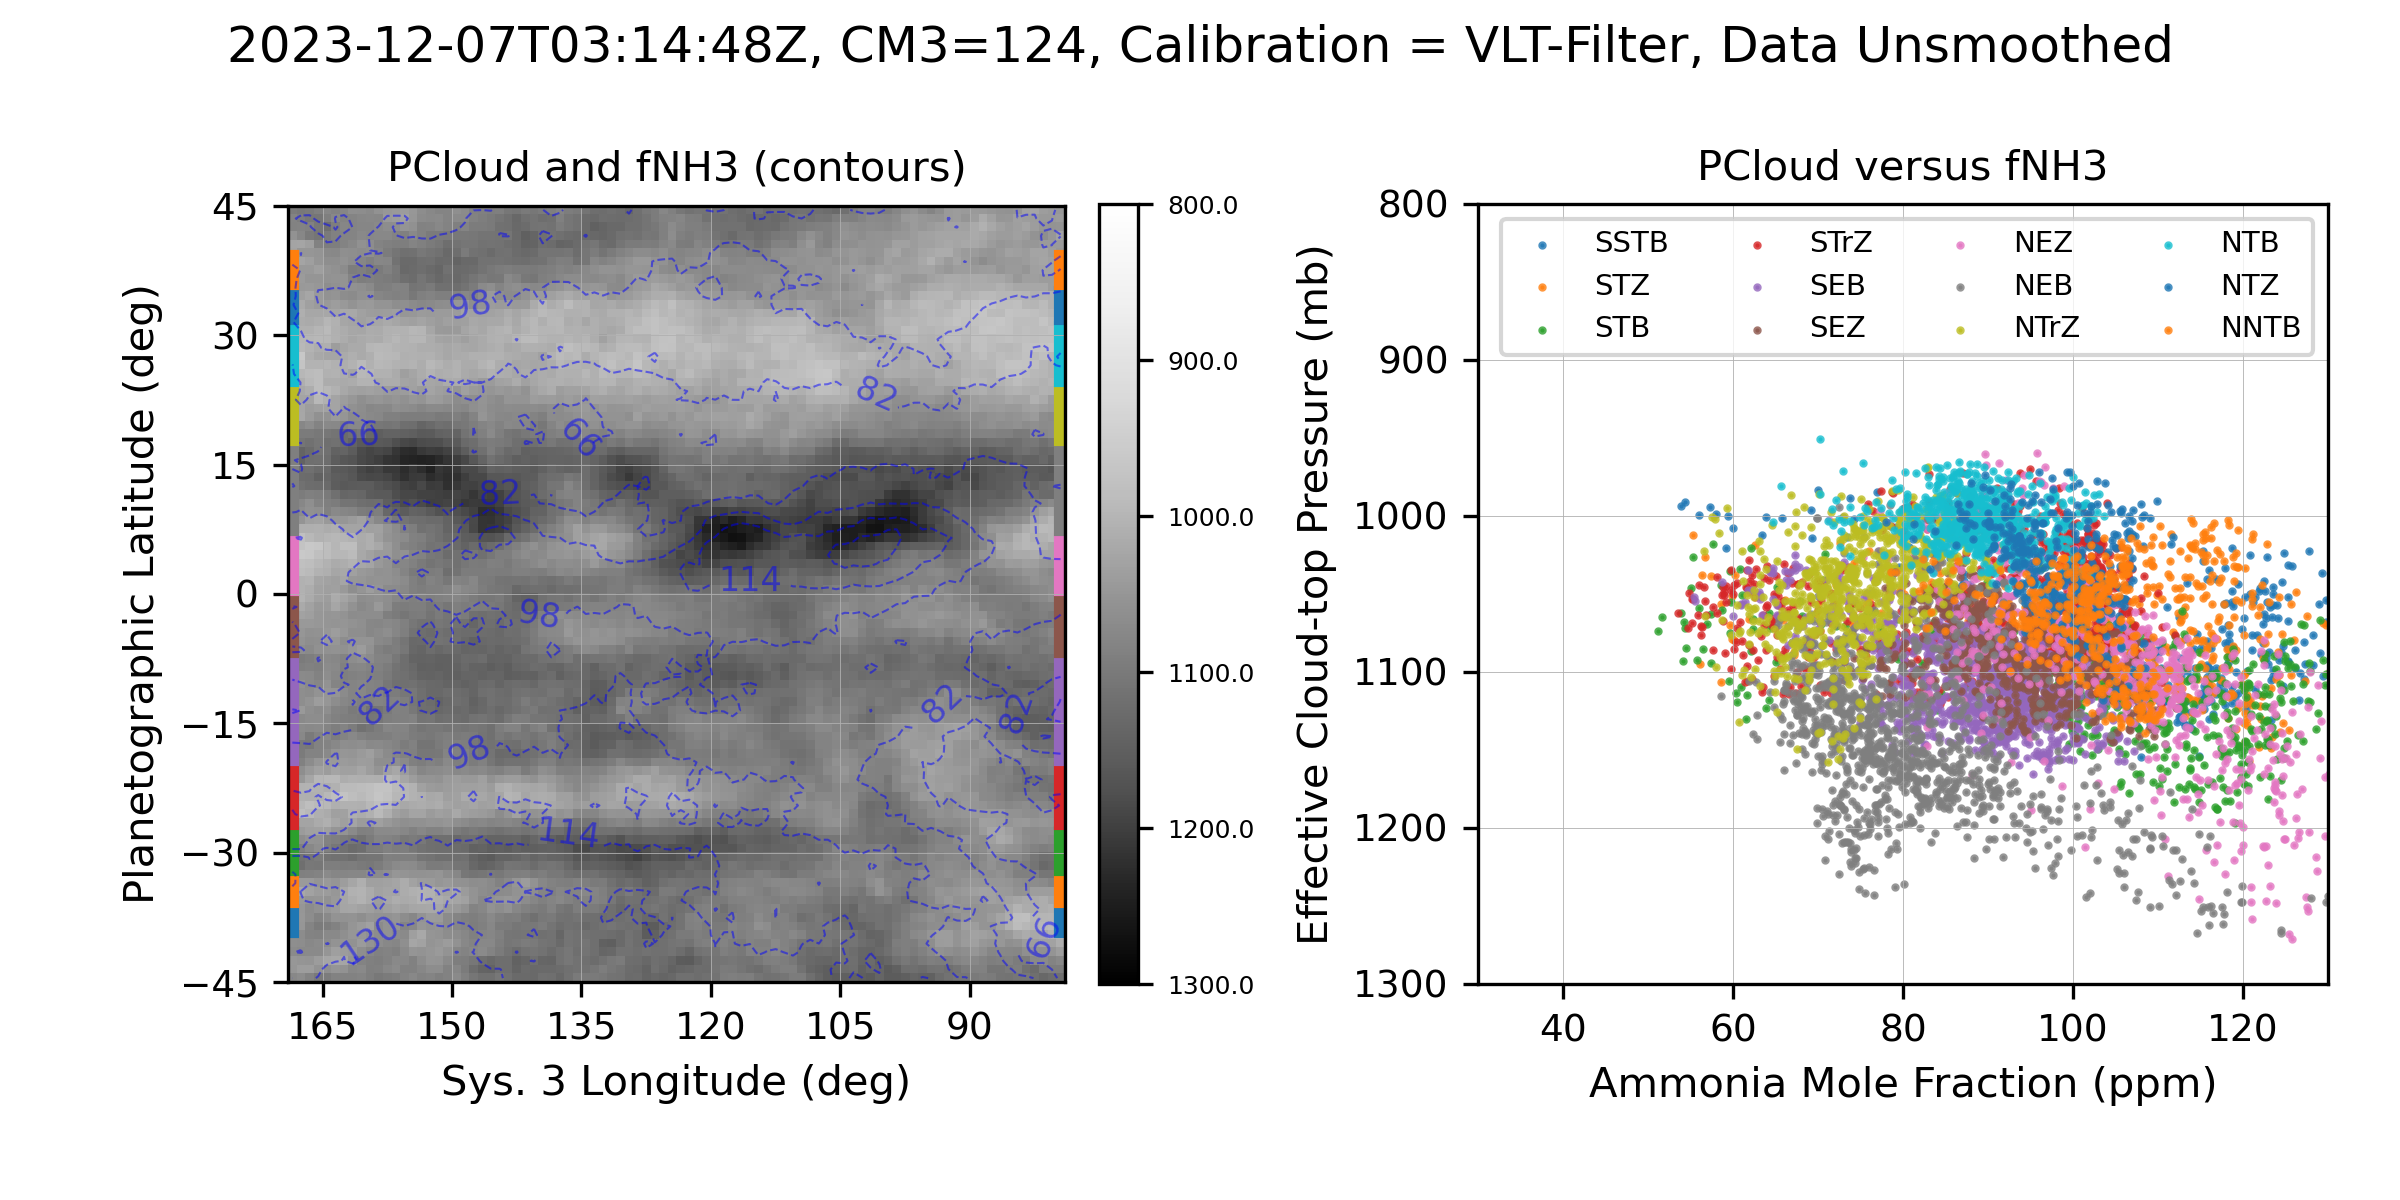 2023-12-07T03:14:48Z, CM3=124, Calibration = VLT-Filter, Data Unsmoothed
PCloud and fNH3 (contours)
45
30
15
0
−15
−30
−45
Planetographic Latitude (deg)
165 150 135 120 105 90
Sys. 3 Longitude (deg)
98
82
66
66
82
114
98
82
82
82
98
114
130
66
800.0
900.0
1000.0
1100.0
1200.0
1300.0
PCloud versus fNH3
800
900
1000
1100
1200
1300
Effective Cloud-top Pressure (mb)
SSTB STrZ NEZ NTB
STZ SEB NEB NTZ
STB SEZ NTrZ NNTB
40 60 80 100 120
Ammonia Mole Fraction (ppm)